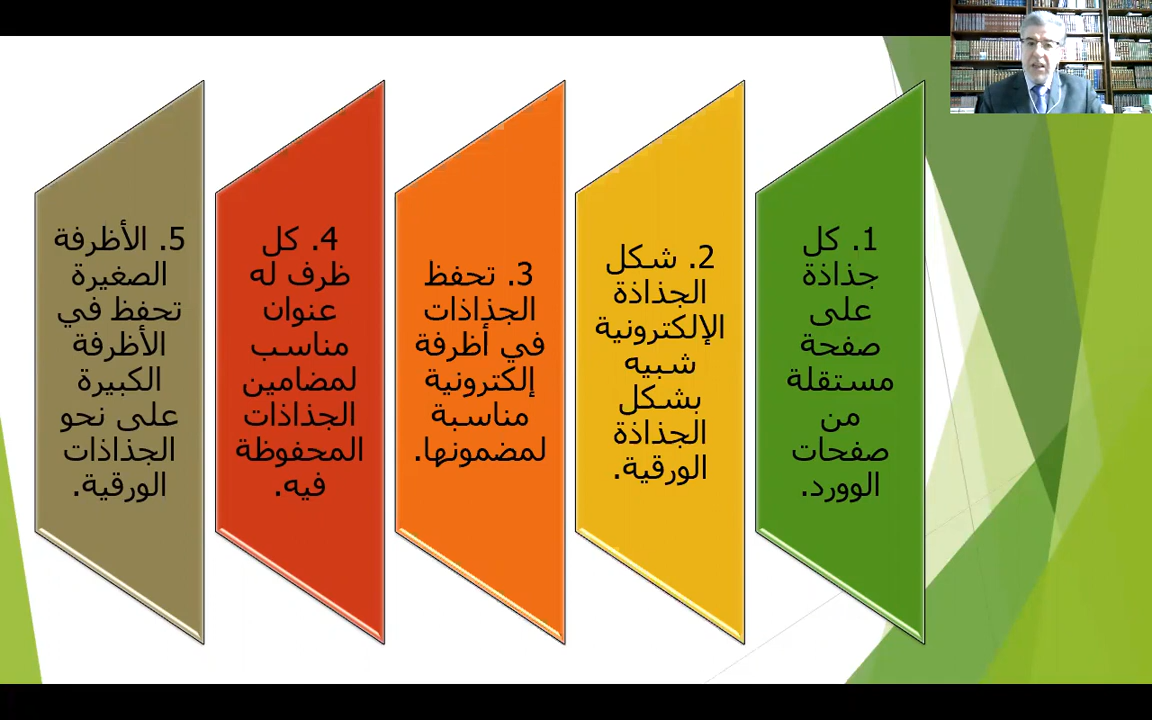 1. كل
جذاذة
على
صفحة
مستقلة
من
صفحات
الوورد.
2. شكل
الجذاذة
الإلكترونية
شبيه
بشكل
الجذاذة
الورقية.
3. تحفظ
الجذاذات
في أظرفة
إلكترونية
مناسبة
لمضمونها.
4. كل
ظرف له
عنوان
مناسب
لمضامين
الجذاذات
المحفوظة
فيه.
5. الأظرفة
الصغيرة
تحفظ في
الأظرفة
الكبيرة
على نحو
الجذاذات
الورقية.